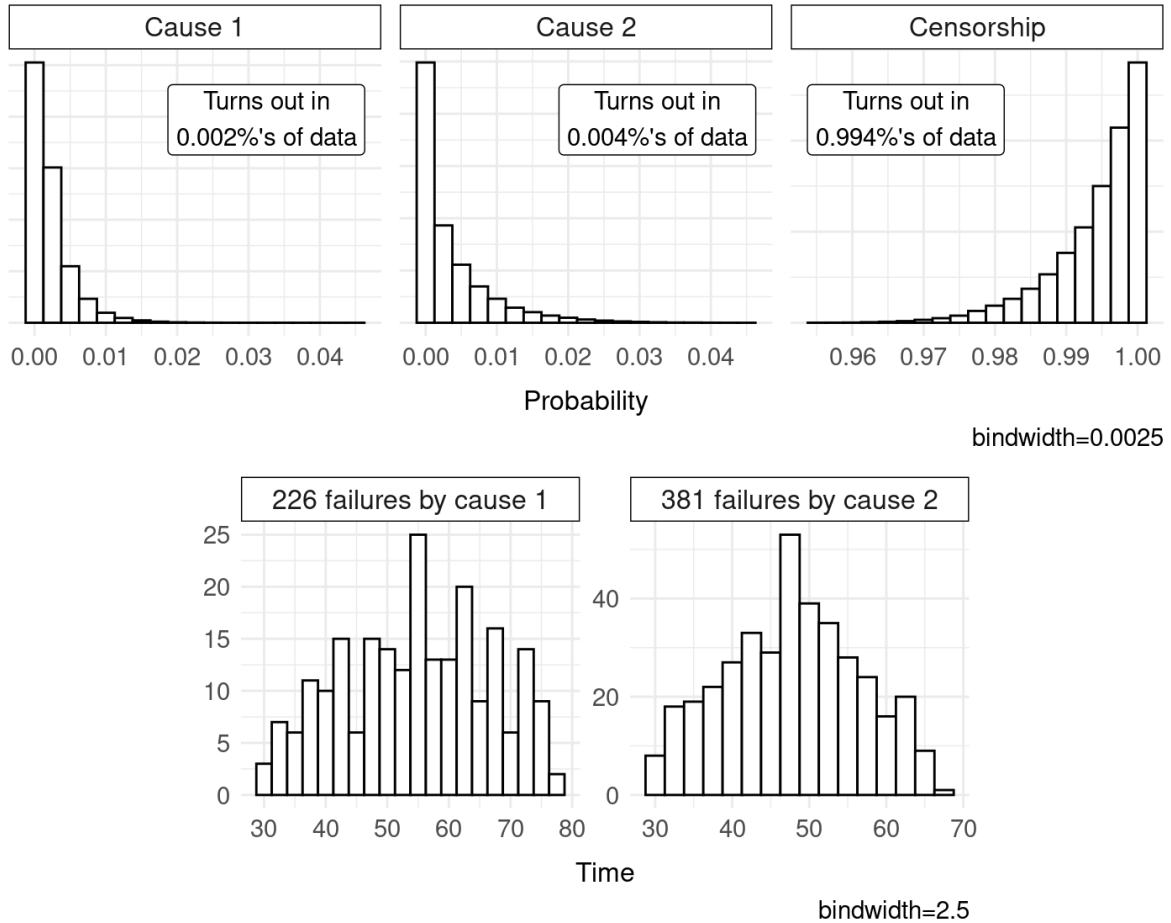 Cause 1
Cause 2
Censorship
Turns out in
0.002%'s of data
Turns out in
0.004%'s of data
Turns out in
0.994%'s of data
0.00 0.01 0.02 0.03 0.04
0.00 0.01 0.02 0.03 0.04
0.96 0.97 0.98 0.99 1.00
Probability
bindwidth=0.0025
226 failures by cause 1
381 failures by cause 2
25
20
15
10
5
0
40
20
0
30 40 50 60 70 80
30 40 50 60 70
Time
bindwidth=2.5